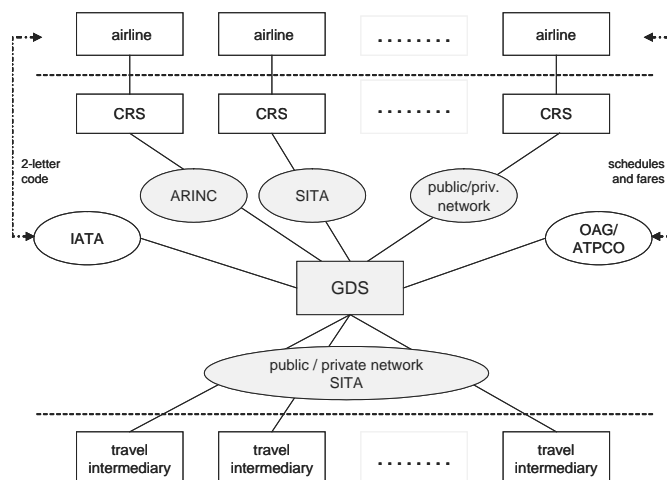 airline
airline
........
airline
CRS
CRS
........
CRS
2-letter
code
schedules
and fares
ARINC
SITA
public/priv.
network
IATA
OAG/
ATPCO
GDS
public / private network
SITA
travel
intermediary
travel
intermediary
........
travel
intermediary